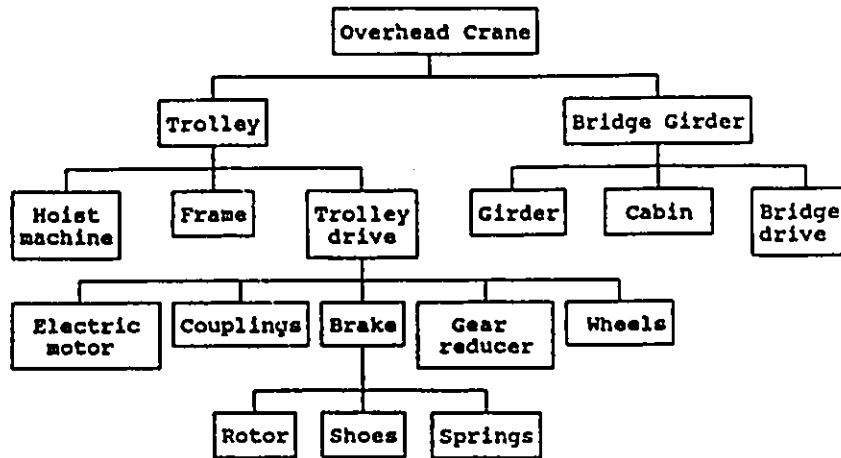 Overhead Crane
Trolley
Bridge Girder
Hoist
machine
Frame
Trolley
drive
Girder
Cabin
Bridge
drive
Electric
motor
Couplings
Brake
Gear
reducer
Wheels
Rotor
Shoes
Springs